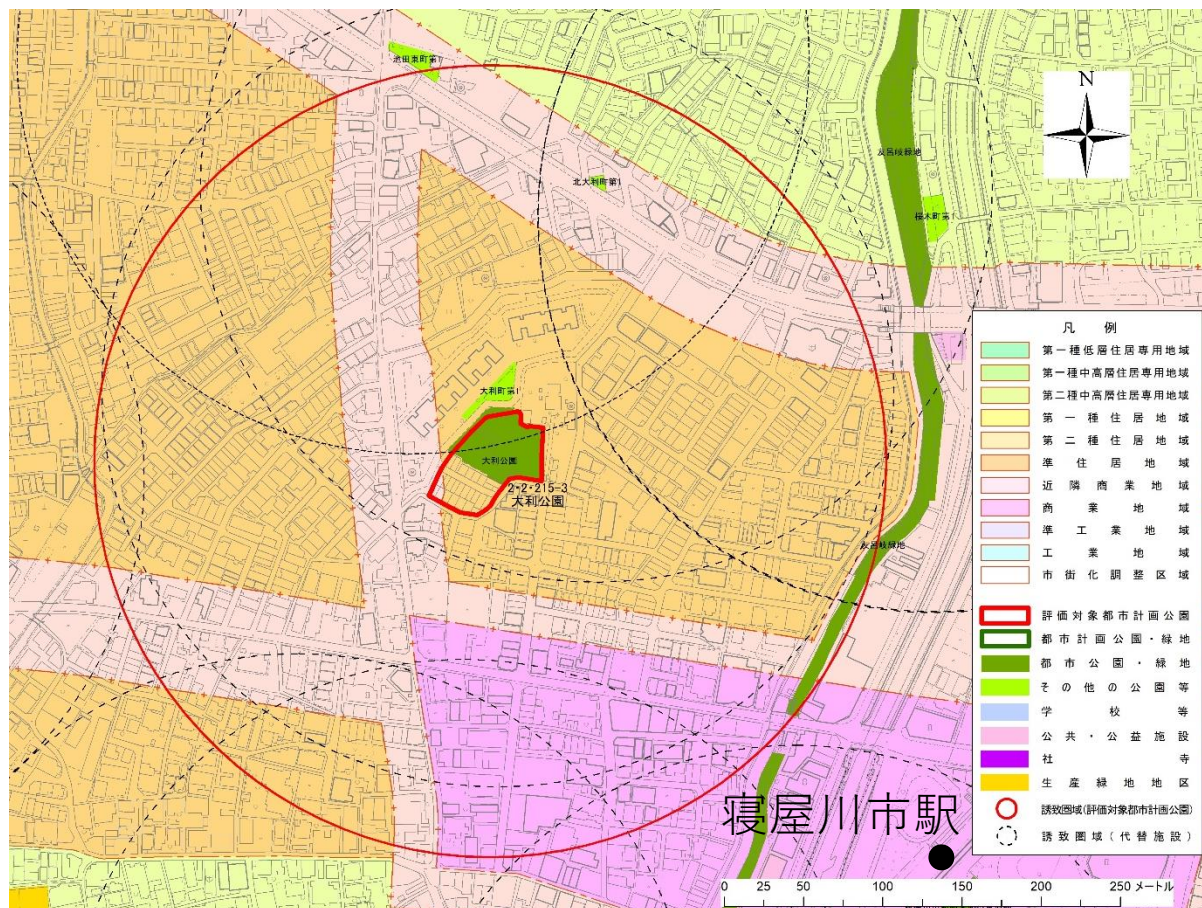 池田東町第1
N
北大利町第1
友呂岐緑地
桜木町第1
大利町第1
大利公園
2・2・215-3
大利公園
友呂岐緑地
凡例
第一種低層住居専用地域
第一種中高層住居専用地域
第二種中高層住居専用地域
第一種住居地域
第二種住居地域
準住居地域
近隣商業地域
商業地域
準工業地域
工業地域
市街化調整区域
評価対象都市計画公園
都市計画公園・緑地
都市公園・緑地
その他の公園等
学校等
公共・公益施設
社寺
生産緑地地区
誘致圏域(評価対象都市計画公園)
誘致圏域(代替施設)
寝屋川市駅
0 25 50 100 150 200 250 メートル